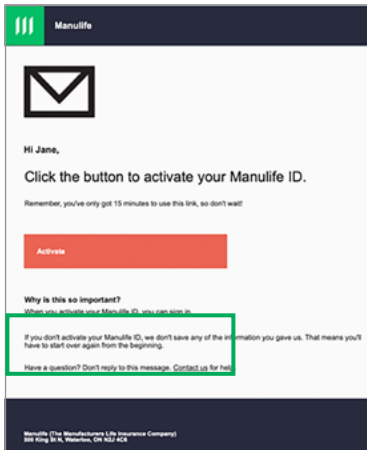 Manulife
Hi Jane,
Click the button to activate your Manulife ID.
Remember, you've only got 15 minutes to use this link, so don't wait!
Activate
Why is this so important?
When you activate your Manulife ID, you can sign in.
If you don't activate your Manulife ID, we don't save any of the information you gave us. That means you'll
have to start over again from the beginning.
Have a question? Don't reply to this message. Contact us for help
Manulife (The Manufacturers Life Insurance Company)
500 King St N, Waterloo, ON N2J 4C6